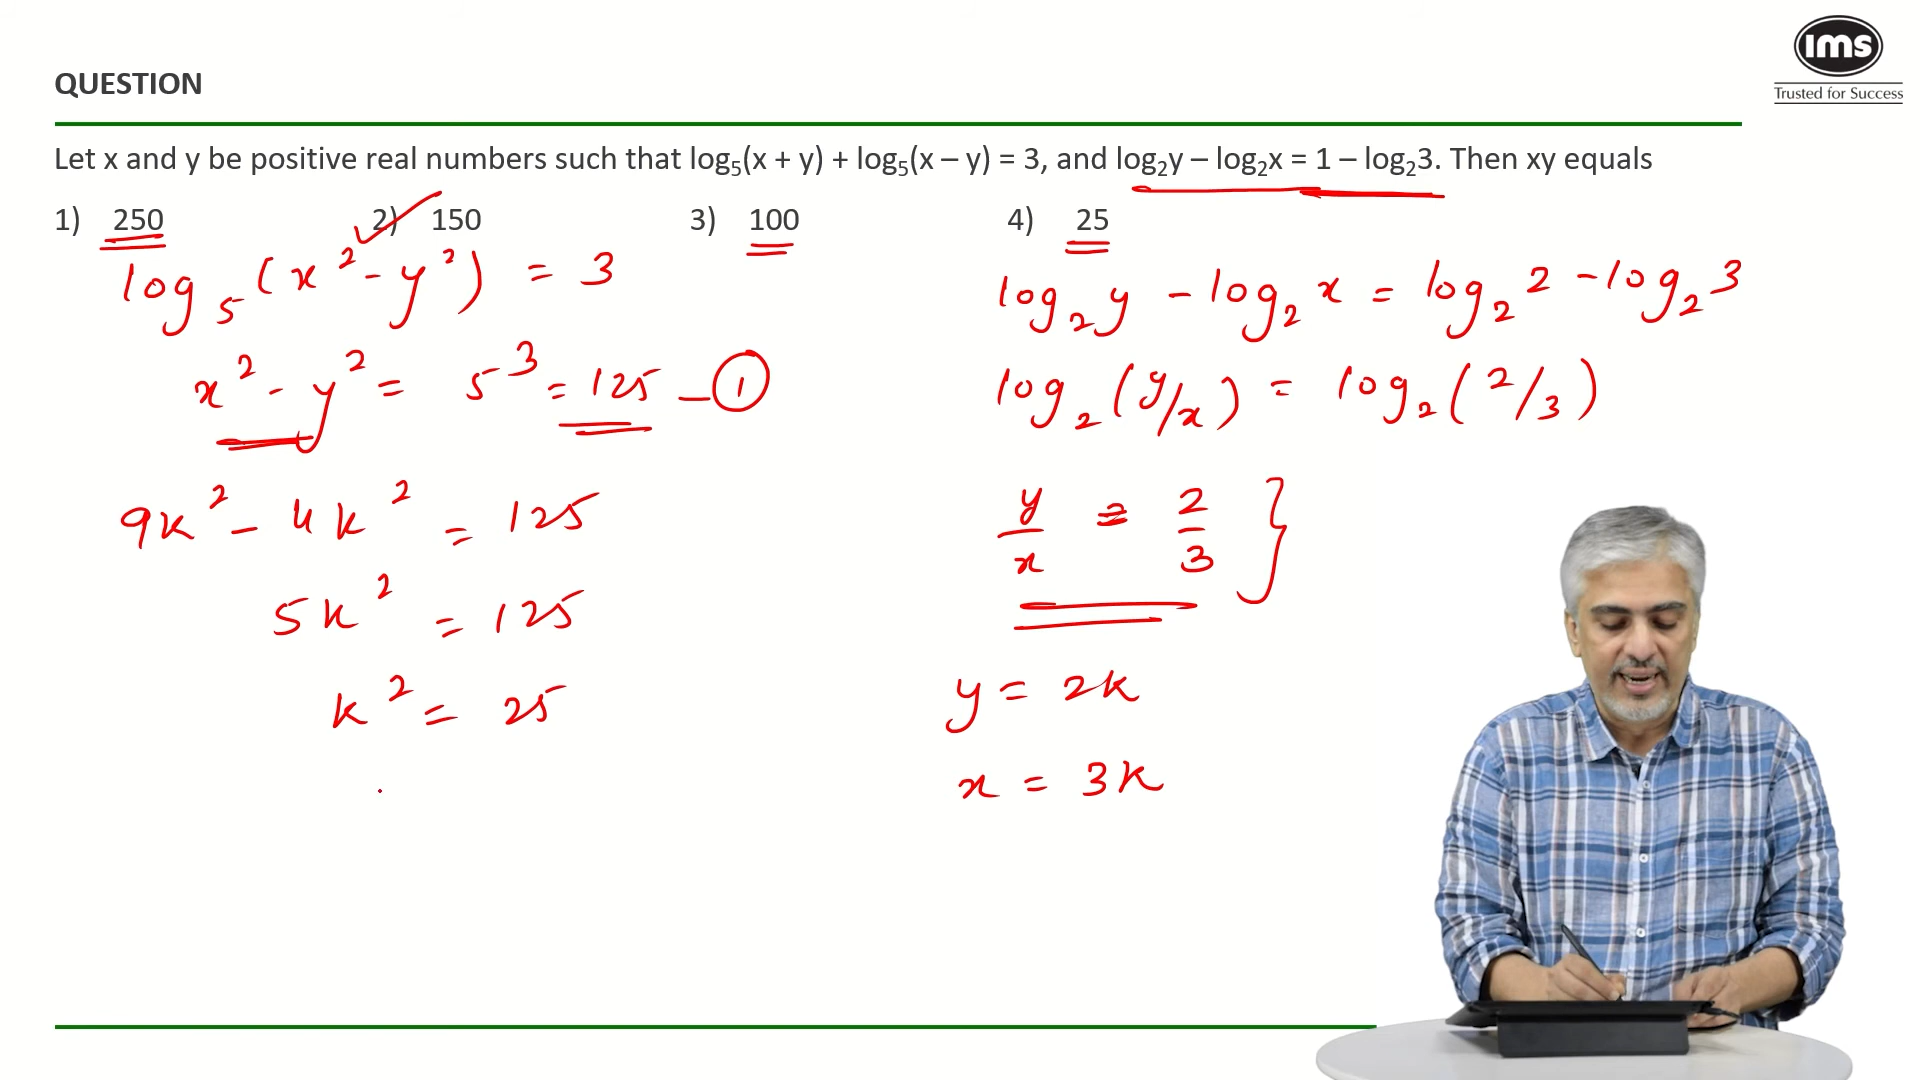 ims
Trusted for Success
QUESTION
Let x and y be positive real numbers such that log₅(x + y) + log₅(x – y) = 3, and log₂y – log₂x = 1 – log₂3. Then xy equals
1) 250 2) 150 3) 100 4) 25
log₅(x² - y²) = 3
x² - y² = 5³ = 125 — ①
9k² - 4k² = 125
5k² = 125
k² = 25
log₂y - log₂x = log₂2 - log₂3
log₂(y/x) = log₂(2/3)
y/x = 2/3 }
y = 2k
x = 3k